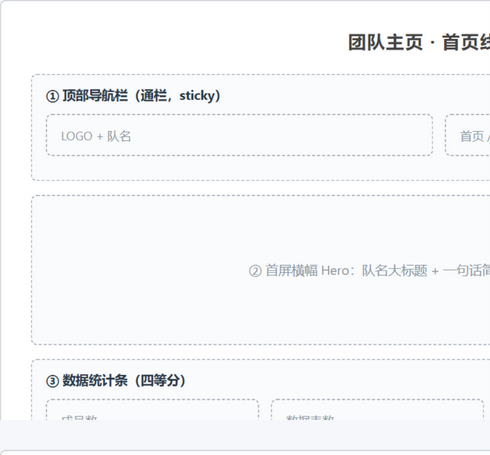 团队主页 · 首页
① 顶部导航栏（通栏，sticky）
LOGO + 队名
首页 /
② 首屏横幅 Hero：队名大标题 + 一句话
③ 数据统计条（四等分）